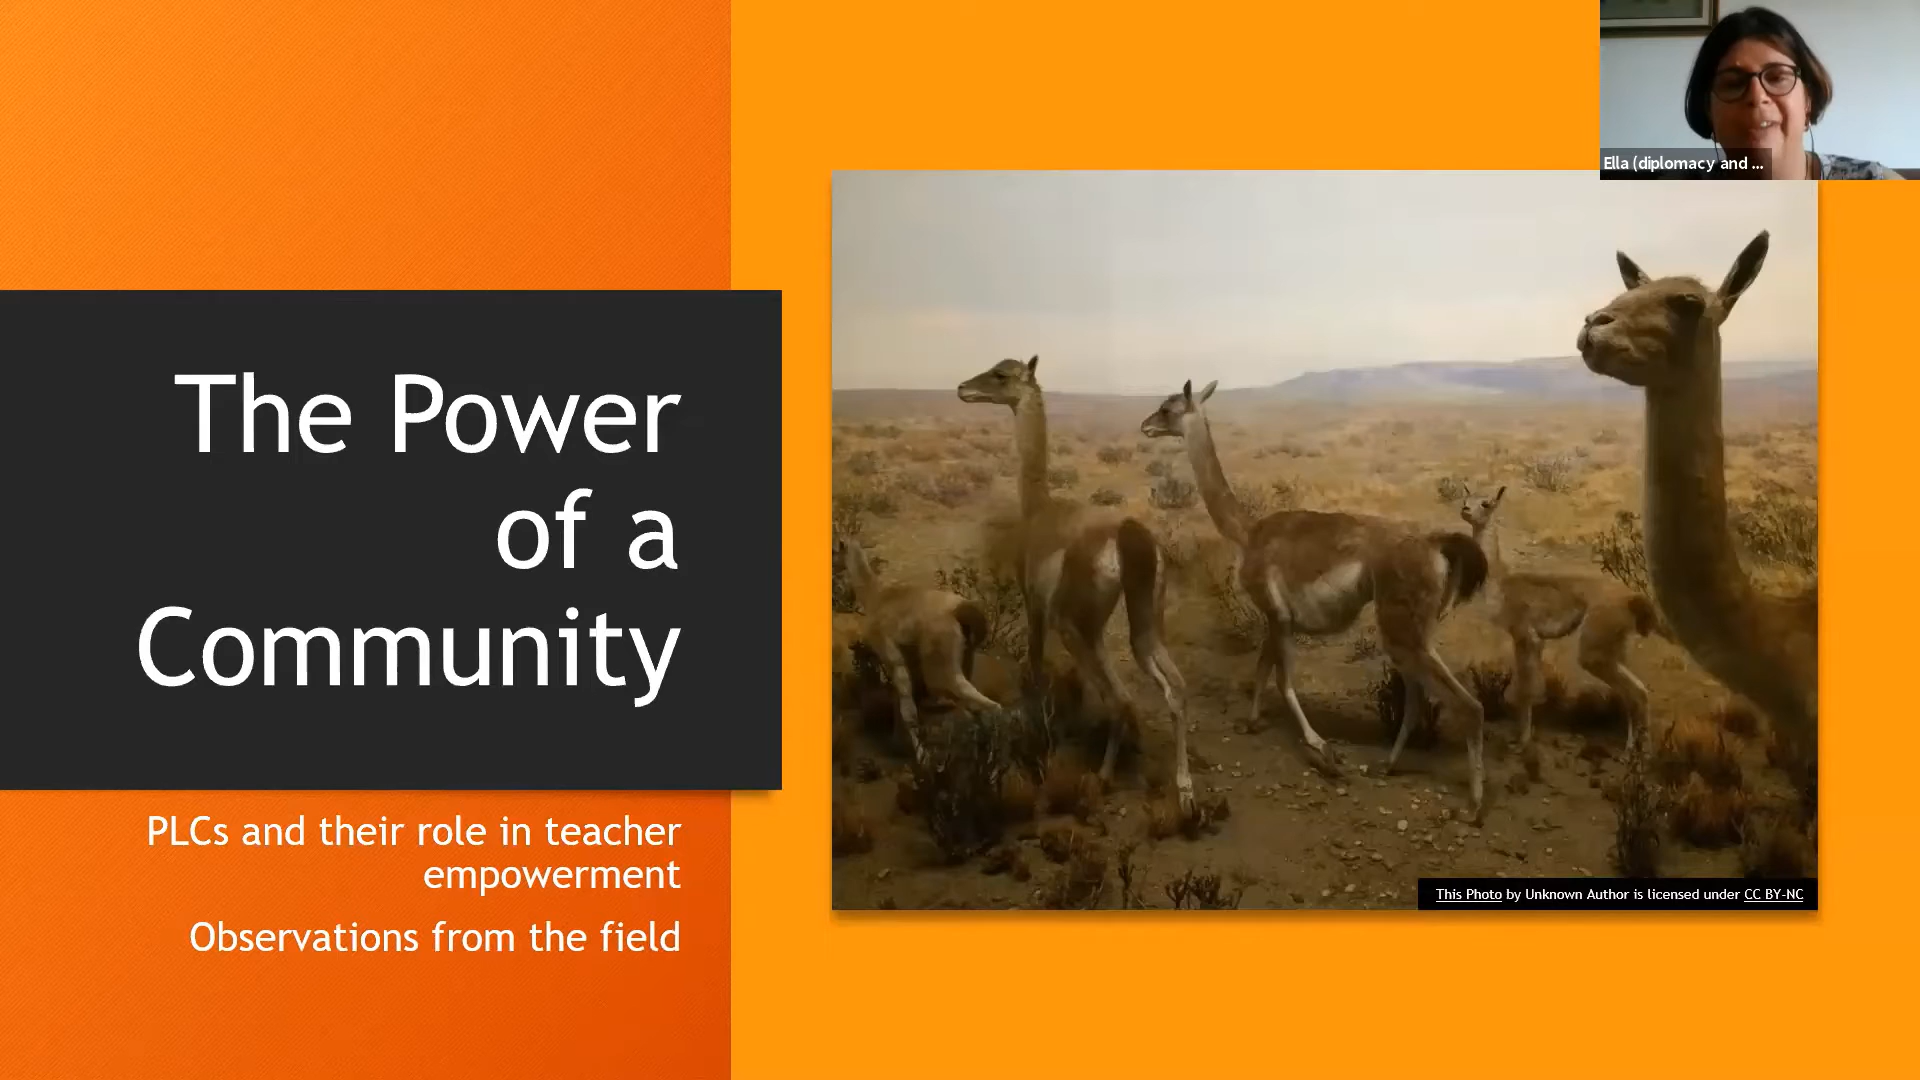 Ella (diplomacy and ...
The Power
of a
Community
PLCs and their role in teacher
empowerment
Observations from the field
This Photo by Unknown Author is licensed under CC BY-NC